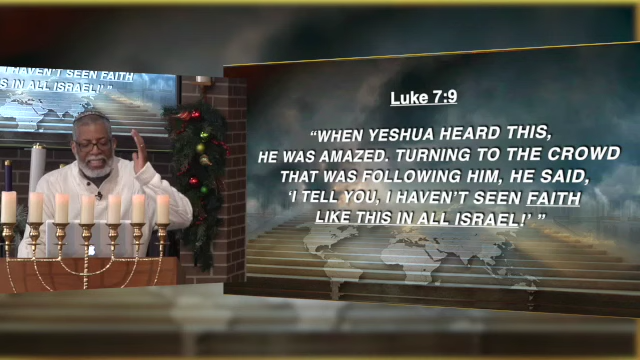 I HAVEN'T SEEN FAITH
S IN ALL ISRAEL!' "
Luke 7:9
"WHEN YESHUA HEARD THIS,
HE WAS AMAZED. TURNING TO THE CROWD
THAT WAS FOLLOWING HIM, HE SAID,
'I TELL YOU, I HAVEN'T SEEN FAITH
LIKE THIS IN ALL ISRAEL!' "